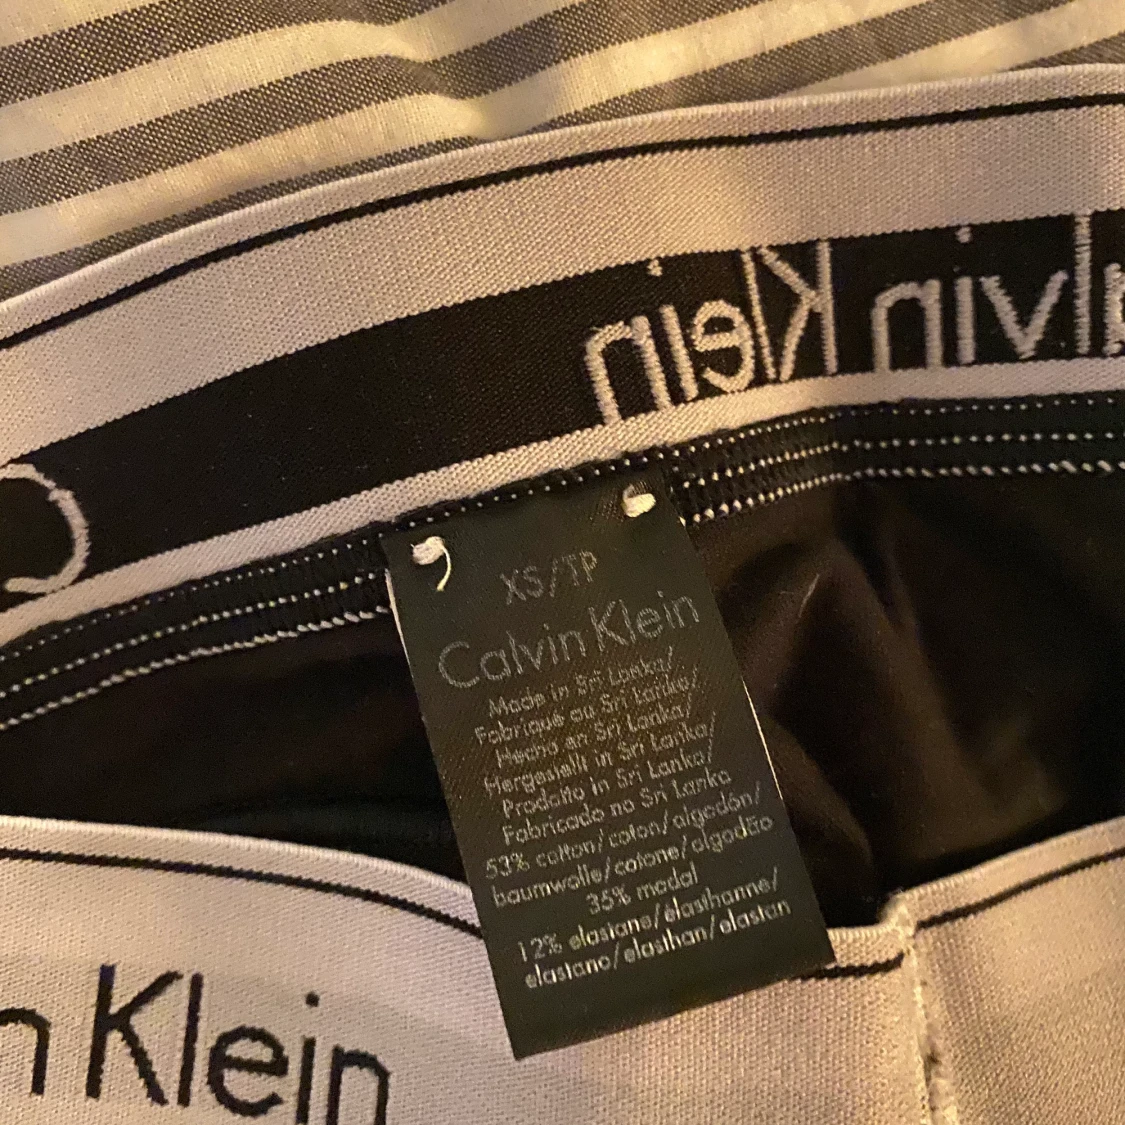 Calvin Klein
C
XS/TP
Calvin Klein
Made in Sri Lanka/
Fabriqué au Sri Lanka/
Hecho en Sri Lanka/
Hergestellt in Sri Lanka/
Prodotto in Sri Lanka/
Fabricado no Sri Lanka
53% cotton/coton/algodón/
baumwolle/cotone/algodão
35% modal
12% elastane/élasthanne/
elastano/elasthan/elastan
n Klein